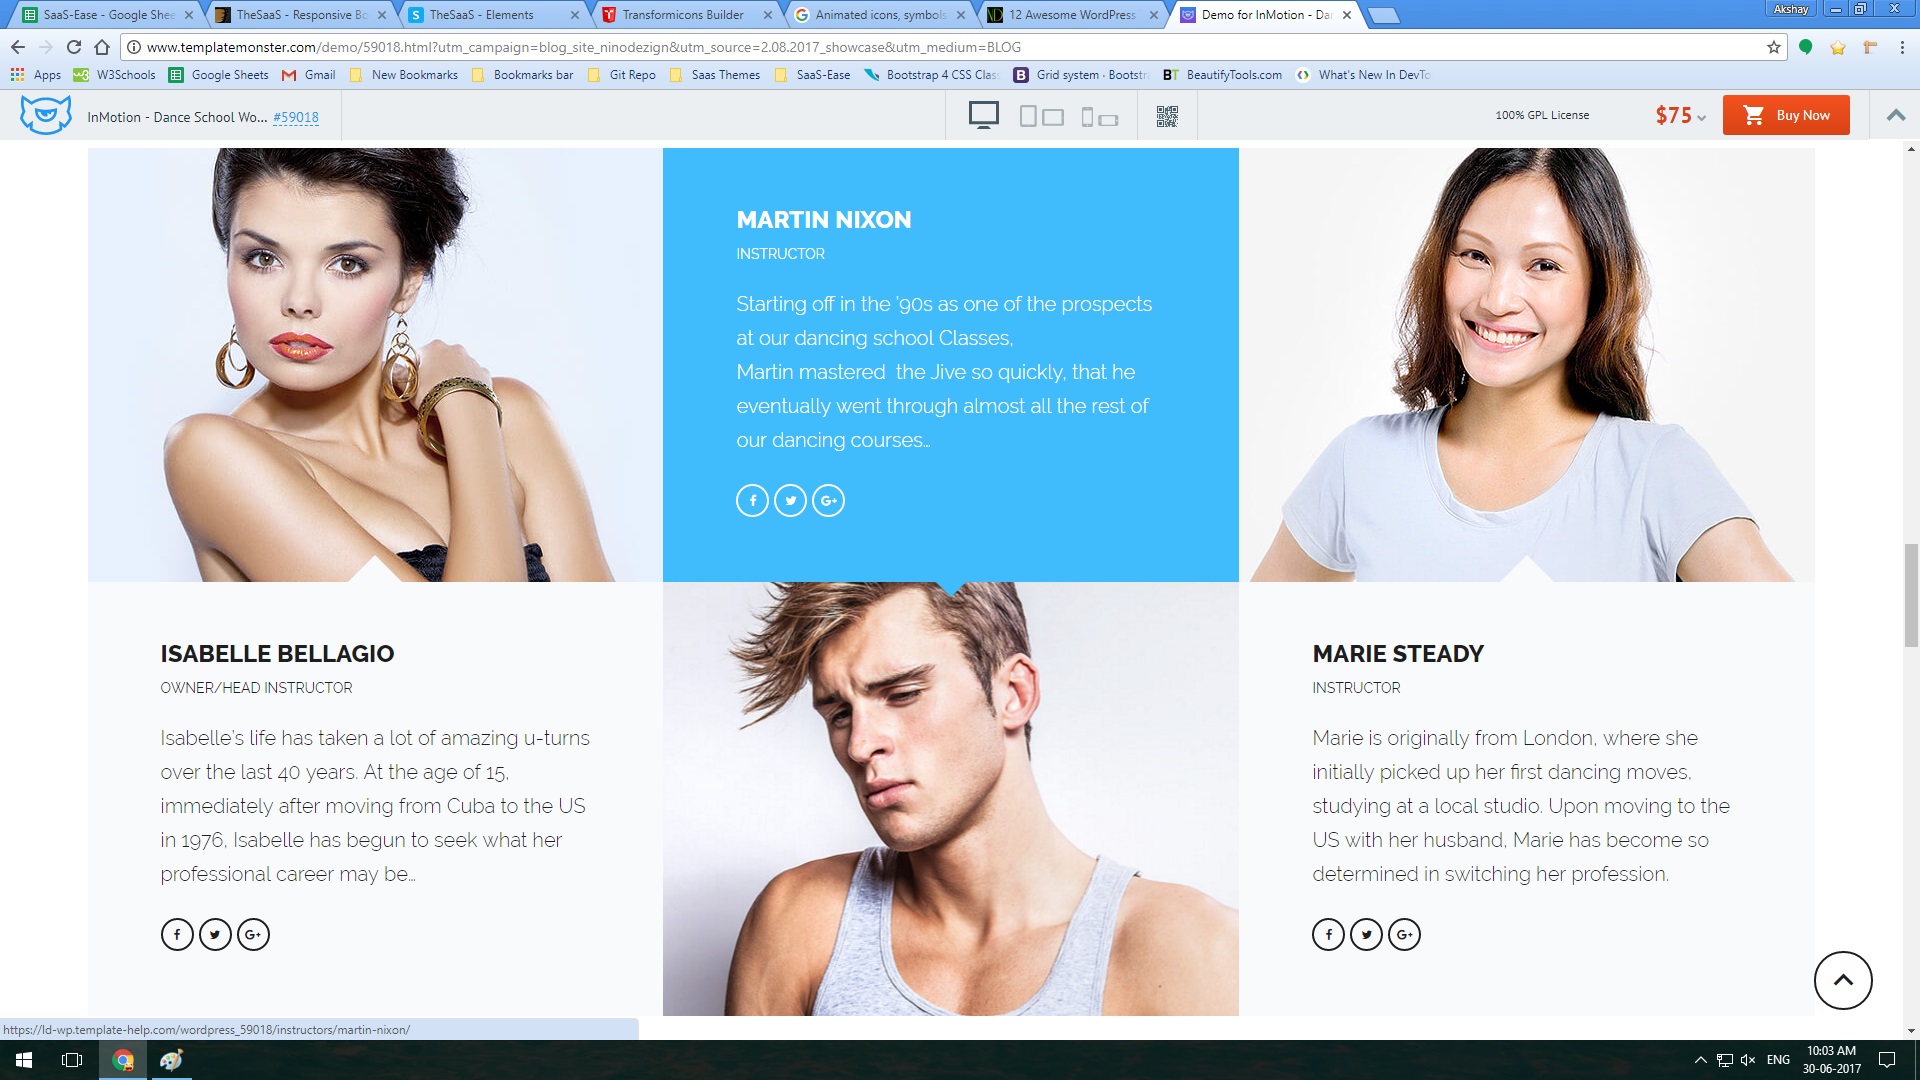 SaaS-Ease - Google Shee
TheSaaS - Responsive Bo
TheSaaS - Elements
Transformicons Builder
Animated icons, symbols
12 Awesome WordPress
Demo for InMotion - Da
Akshay
www.templatemonster.com/demo/59018.html?utm_campaign=blog_site_ninodezign&utm_source=2.08.2017_showcase&utm_medium=BLOG
Apps
W3Schools
Google Sheets
Gmail
New Bookmarks
Bookmarks bar
Git Repo
Saas Themes
SaaS-Ease
Bootstrap 4 CSS Clas
Grid system · Bootstr
BeautifyTools.com
What's New In DevTo
InMotion - Dance School Wo... #59018
100% GPL License
$75
Buy Now
MARTIN NIXON
INSTRUCTOR
Starting off in the '90s as one of the prospects
at our dancing school Classes,
Martin mastered the Jive so quickly, that he
eventually went through almost all the rest of
our dancing courses…
ISABELLE BELLAGIO
OWNER/HEAD INSTRUCTOR
Isabelle's life has taken a lot of amazing u-turns
over the last 40 years. At the age of 15,
immediately after moving from Cuba to the US
in 1976, Isabelle has begun to seek what her
professional career may be…
MARIE STEADY
INSTRUCTOR
Marie is originally from London, where she
initially picked up her first dancing moves,
studying at a local studio. Upon moving to the
US with her husband, Marie has become so
determined in switching her profession.
https://ld-wp.template-help.com/wordpress_59018/instructors/martin-nixon/
ENG
10:03 AM
30-06-2017